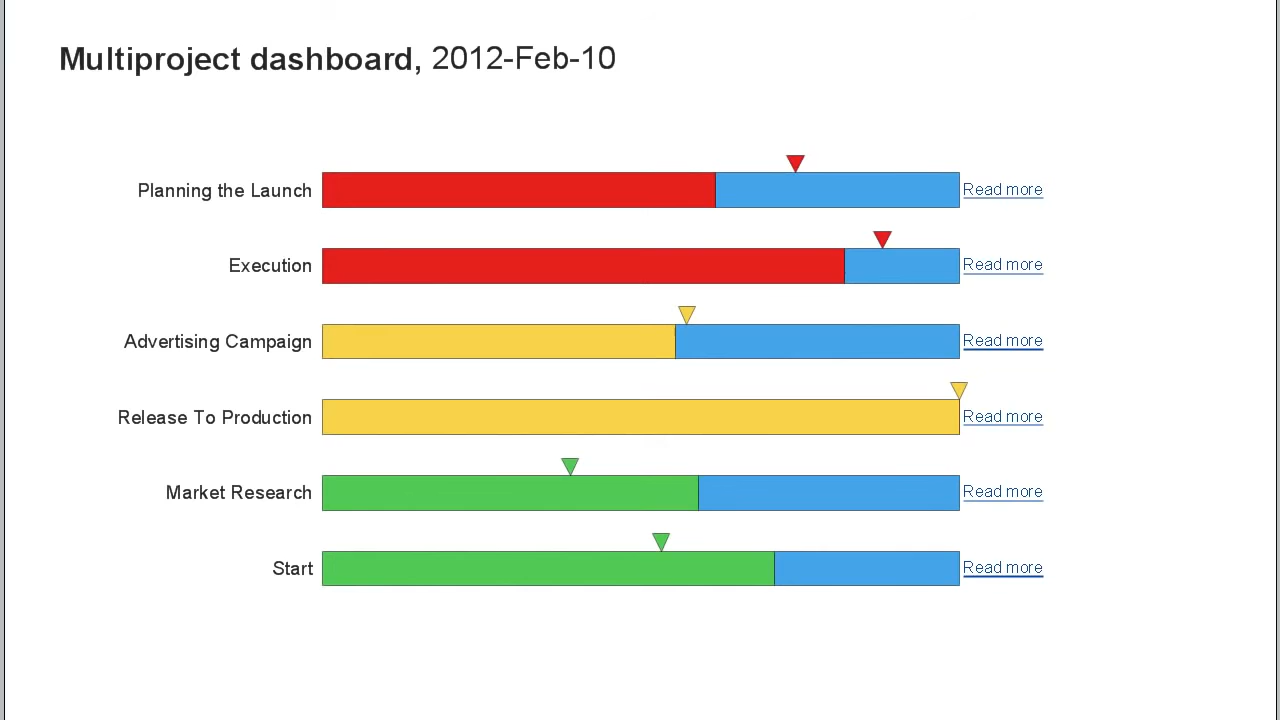 Multiproject dashboard, 2012-Feb-10
Planning the Launch Read more
Execution Read more
Advertising Campaign Read more
Release To Production Read more
Market Research Read more
Start Read more